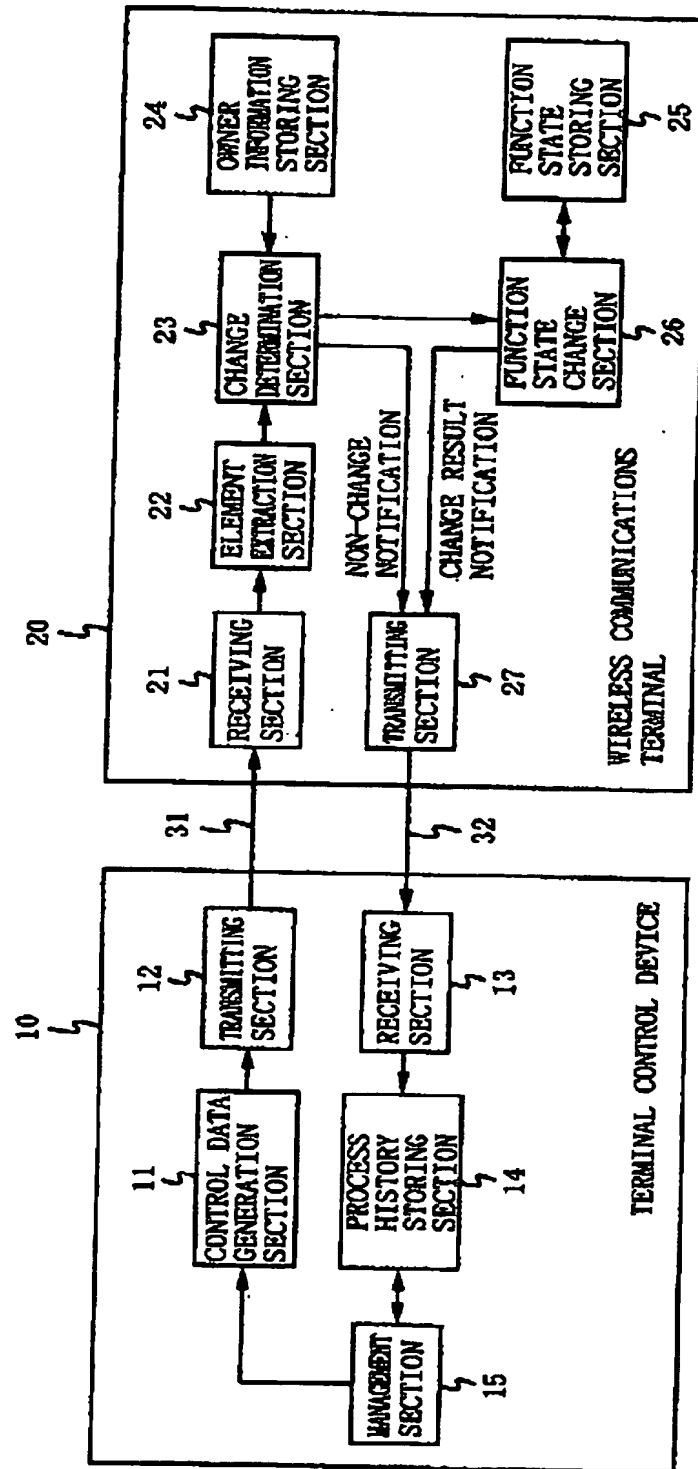 10
11
CONTROL DATA
GENERATION
SECTION
12
TRANSMITTING
SECTION
MANAGEMENT
SECTION
15
PROCESS
HISTORY
STORING
SECTION
14
RECEIVING
SECTION
13
TERMINAL CONTROL DEVICE
31
32
20
21
RECEIVING
SECTION
22
ELEMENT
EXTRACTION
SECTION
23
CHANGE
DETERMINATION
SECTION
24
OWNER
INFORMATION
STORING
SECTION
NON-CHANGE
NOTIFICATION
CHANGE RESULT
NOTIFICATION
TRANSMITTING
SECTION
27
FUNCTION
STATE
CHANGE
SECTION
26
FUNCTION
STATE
STORING
SECTION
25
WIRELESS COMMUNICATIONS
TERMINAL